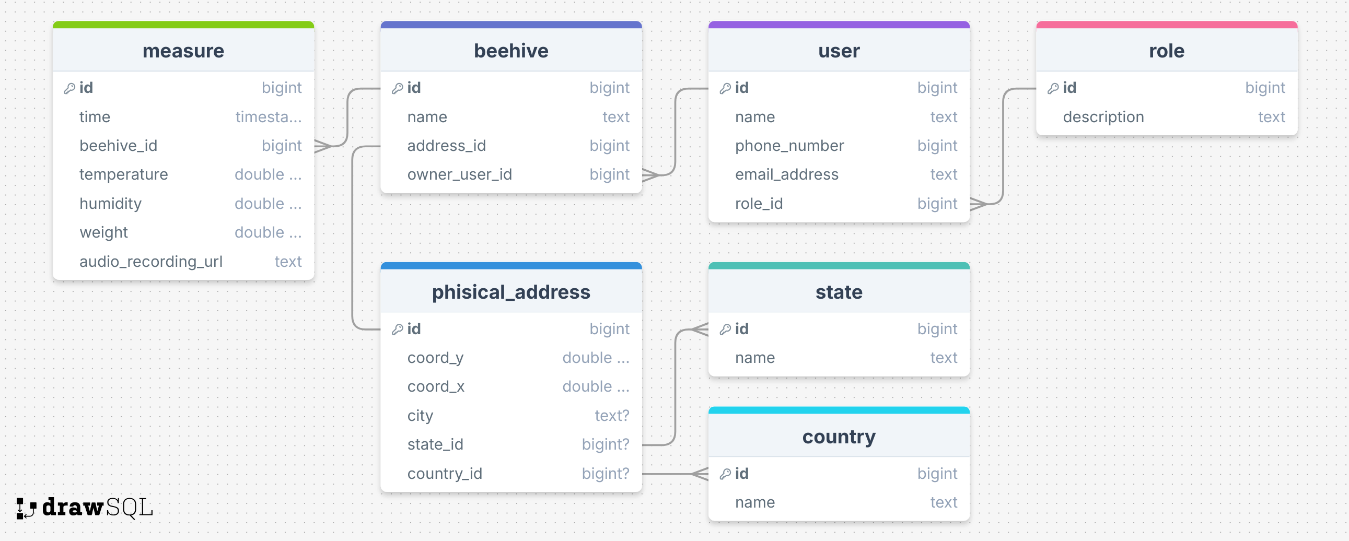 measure
id bigint
time timesta...
beehive_id bigint
temperature double ...
humidity double ...
weight double ...
audio_recording_url text
beehive
id bigint
name text
address_id bigint
owner_user_id bigint
user
id bigint
name text
phone_number bigint
email_address text
role_id bigint
role
id bigint
description text
phisical_address
id bigint
coord_y double ...
coord_x double ...
city text?
state_id bigint?
country_id bigint?
state
id bigint
name text
country
id bigint
name text
drawSQL